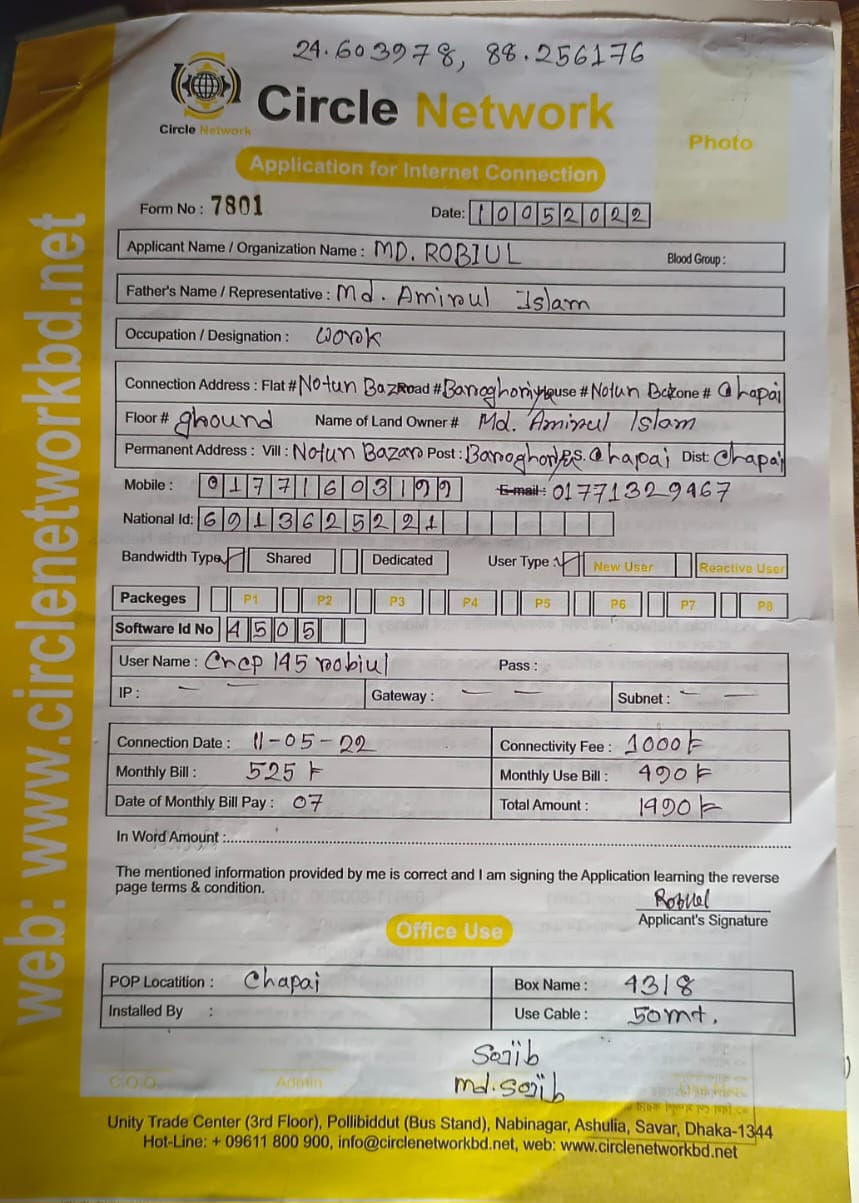 24.603978, 88.256176
Circle Network
Circle Network
Photo
Application for Internet Connection
Form No : 7801
Date: 10052022
Applicant Name / Organization Name : MD. ROBIUL Blood Group :
Father's Name / Representative : Md. Aminul Islam
Occupation / Designation : work
Connection Address : Flat # Notun Baz Road # Baroghoriy House # Notun Ba Zone # Chapai
Floor # ghound Name of Land Owner # Md. Aminul Islam
Permanent Address : Vill : Notun Bazar Post : Baroghoriy P.S. Chapai Dist: Chapai
Mobile : 01771603199 E-mail : 01771329467
National Id: 6913625221
Bandwidth Type Shared Dedicated User Type : New User Reactive User
Packeges P1 P2 P3 P4 P5 P6 P7 P8
Software Id No 4505
User Name : Cncp 145 robiul Pass :
IP : — — Gateway : — — Subnet : — —
Connection Date : 11-05-22 Connectivity Fee : 1000
Monthly Bill : 525 Monthly Use Bill : 490
Date of Monthly Bill Pay : 07 Total Amount : 1490
In Word Amount :
The mentioned information provided by me is correct and I am signing the Application learning the reverse
page terms & condition.
Applicant's Signature
Office Use
POP Locatition : Chapai Box Name : 4318
Installed By : Use Cable : 50mt.
Sojib
Md. Sojib
C.O.O Admin
Unity Trade Center (3rd Floor), Pollibiddut (Bus Stand), Nabinagar, Ashulia, Savar, Dhaka-1344
Hot-Line: + 09611 800 900, info@circlenetworkbd.net, web: www.circlenetworkbd.net
web: www.circlenetworkbd.net